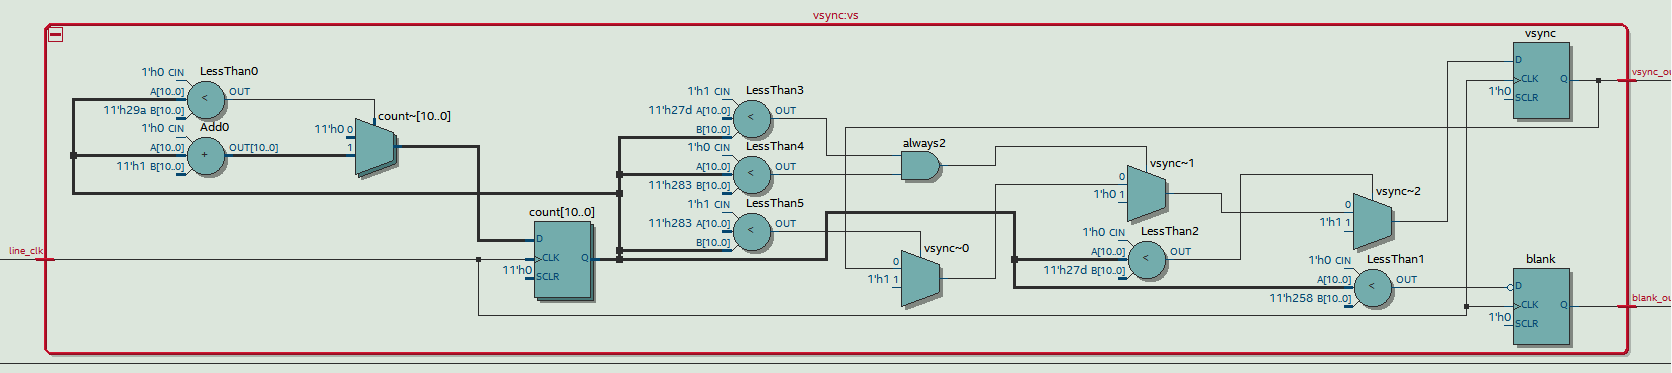 vsync:vs
LessThan0
1'h0 CIN
A[10..0]
11'h29a B[10..0]
< OUT
Add0
1'h0 CIN
A[10..0]
11'h1 B[10..0]
+ OUT[10..0]
count~[10..0]
11'h0 0
1
line_clk
count[10..0]
D
CLK
11'h0 SCLR
Q
LessThan3
1'h1 CIN
11'h27d A[10..0]
B[10..0]
< OUT
LessThan4
1'h0 CIN
A[10..0]
11'h283 B[10..0]
< OUT
LessThan5
1'h1 CIN
11'h283 A[10..0]
B[10..0]
< OUT
always2
vsync~0
0
1'h1 1
vsync~1
0
1'h0 1
LessThan2
1'h0 CIN
A[10..0]
11'h27d B[10..0]
< OUT
vsync~2
0
1'h1 1
LessThan1
1'h0 CIN
A[10..0]
11'h258 B[10..0]
< OUT
vsync
D
CLK
1'h0 SCLR
Q
vsync_ou
blank
D
CLK
1'h0 SCLR
Q
blank_ou